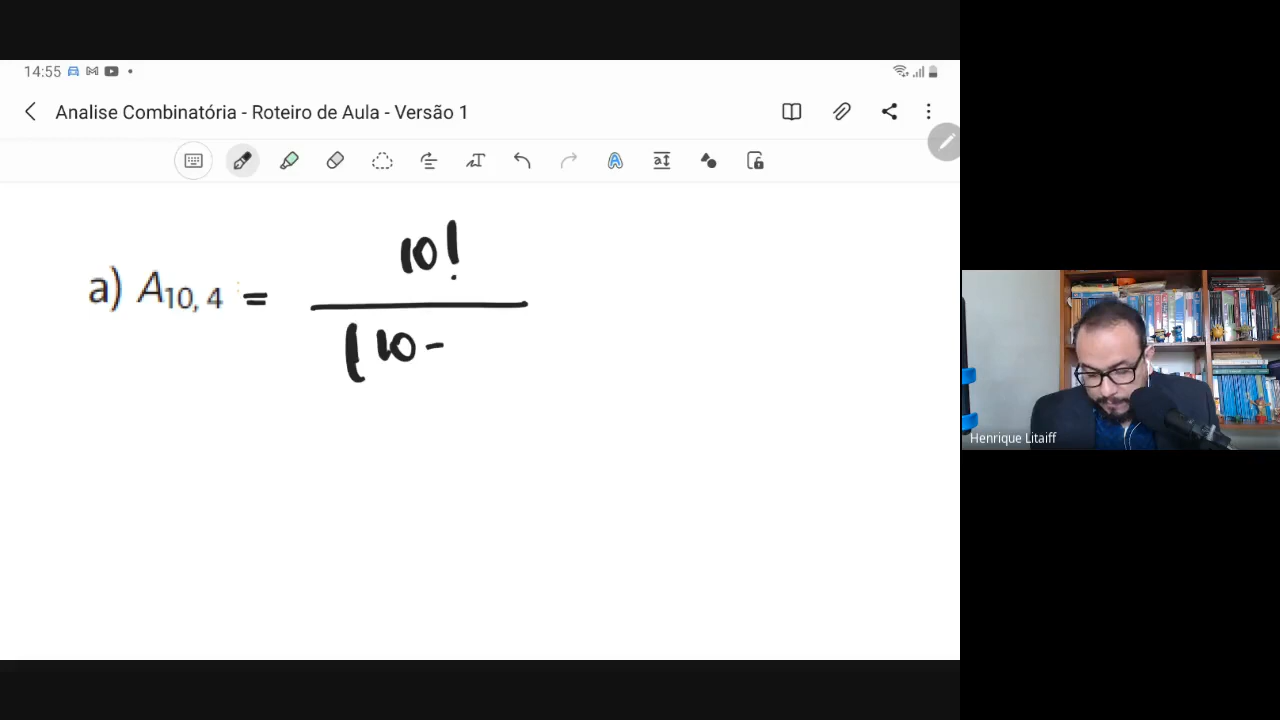 14:55
Analise Combinatória - Roteiro de Aula - Versão 1
a) A10, 4 = 10!
(10 -
Henrique Litaiff